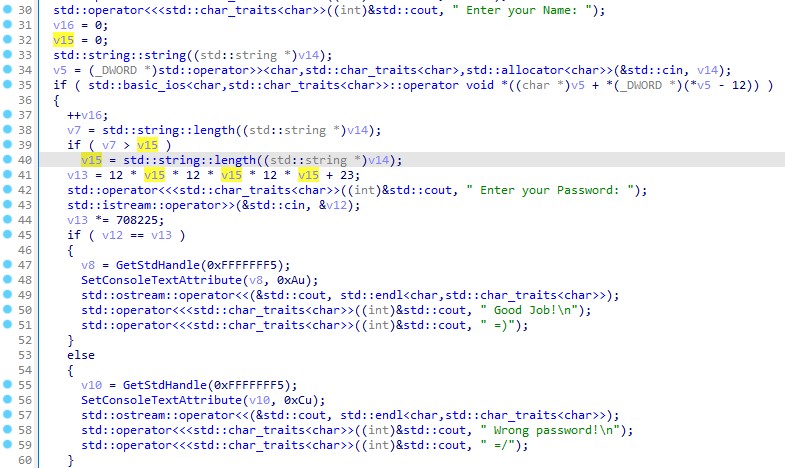 30 std::operator<<<std::char_traits<char>>((int)&std::cout, " Enter your Name: ");
31 v16 = 0;
32 v15 = 0;
33 std::string::string((std::string *)v14);
34 v5 = (_DWORD *)std::operator>><char,std::char_traits<char>,std::allocator<char>>(&std::cin, v14);
35 if ( std::basic_ios<char,std::char_traits<char>>::operator void *((char *)v5 + *(_DWORD *)(*v5 - 12)) )
36 {
37 ++v16;
38 v7 = std::string::length((std::string *)v14);
39 if ( v7 > v15 )
40 v15 = std::string::length((std::string *)v14);
41 v13 = 12 * v15 * 12 * v15 * 12 * v15 + 23;
42 std::operator<<<std::char_traits<char>>((int)&std::cout, " Enter your Password: ");
43 std::istream::operator>>(&std::cin, &v12);
44 v13 *= 708225;
45 if ( v12 == v13 )
46 {
47 v8 = GetStdHandle(0xFFFFFFF5);
48 SetConsoleTextAttribute(v8, 0xAu);
49 std::ostream::operator<<(&std::cout, std::endl<char,std::char_traits<char>>);
50 std::operator<<<std::char_traits<char>>((int)&std::cout, " Good Job!\n");
51 std::operator<<<std::char_traits<char>>((int)&std::cout, " =)");
52 }
53 else
54 {
55 v10 = GetStdHandle(0xFFFFFFF5);
56 SetConsoleTextAttribute(v10, 0xCu);
57 std::ostream::operator<<(&std::cout, std::endl<char,std::char_traits<char>>);
58 std::operator<<<std::char_traits<char>>((int)&std::cout, " Wrong password!\n");
59 std::operator<<<std::char_traits<char>>((int)&std::cout, " =/");
60 }